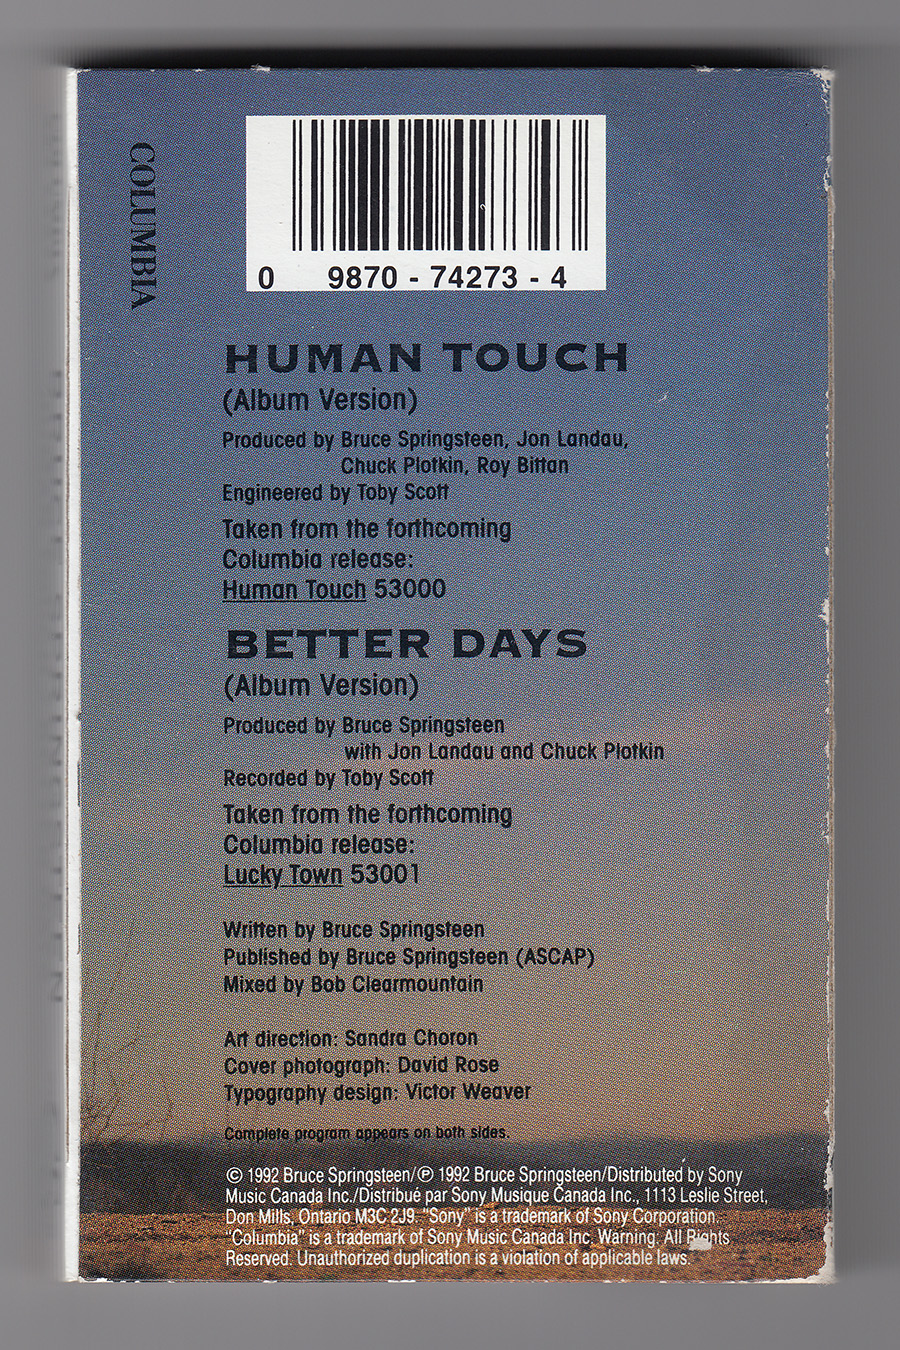 COLUMBIA
0 9870 - 74273 - 4
HUMAN TOUCH
(Album Version)
Produced by Bruce Springsteen, Jon Landau,
Chuck Plotkin, Roy Bittan
Engineered by Toby Scott
Taken from the forthcoming
Columbia release:
Human Touch 53000
BETTER DAYS
(Album Version)
Produced by Bruce Springsteen
with Jon Landau and Chuck Plotkin
Recorded by Toby Scott
Taken from the forthcoming
Columbia release:
Lucky Town 53001
Written by Bruce Springsteen
Published by Bruce Springsteen (ASCAP)
Mixed by Bob Clearmountain
Art direction: Sandra Choron
Cover photograph: David Rose
Typography design: Victor Weaver
Complete program appears on both sides.
© 1992 Bruce Springsteen/℗ 1992 Bruce Springsteen/Distributed by Sony
Music Canada Inc./Distribué par Sony Musique Canada Inc., 1113 Leslie Street,
Don Mills, Ontario M3C 2J9. "Sony" is a trademark of Sony Corporation.
"Columbia" is a trademark of Sony Music Canada Inc. Warning. All Rights
Reserved. Unauthorized duplication is a violation of applicable laws.